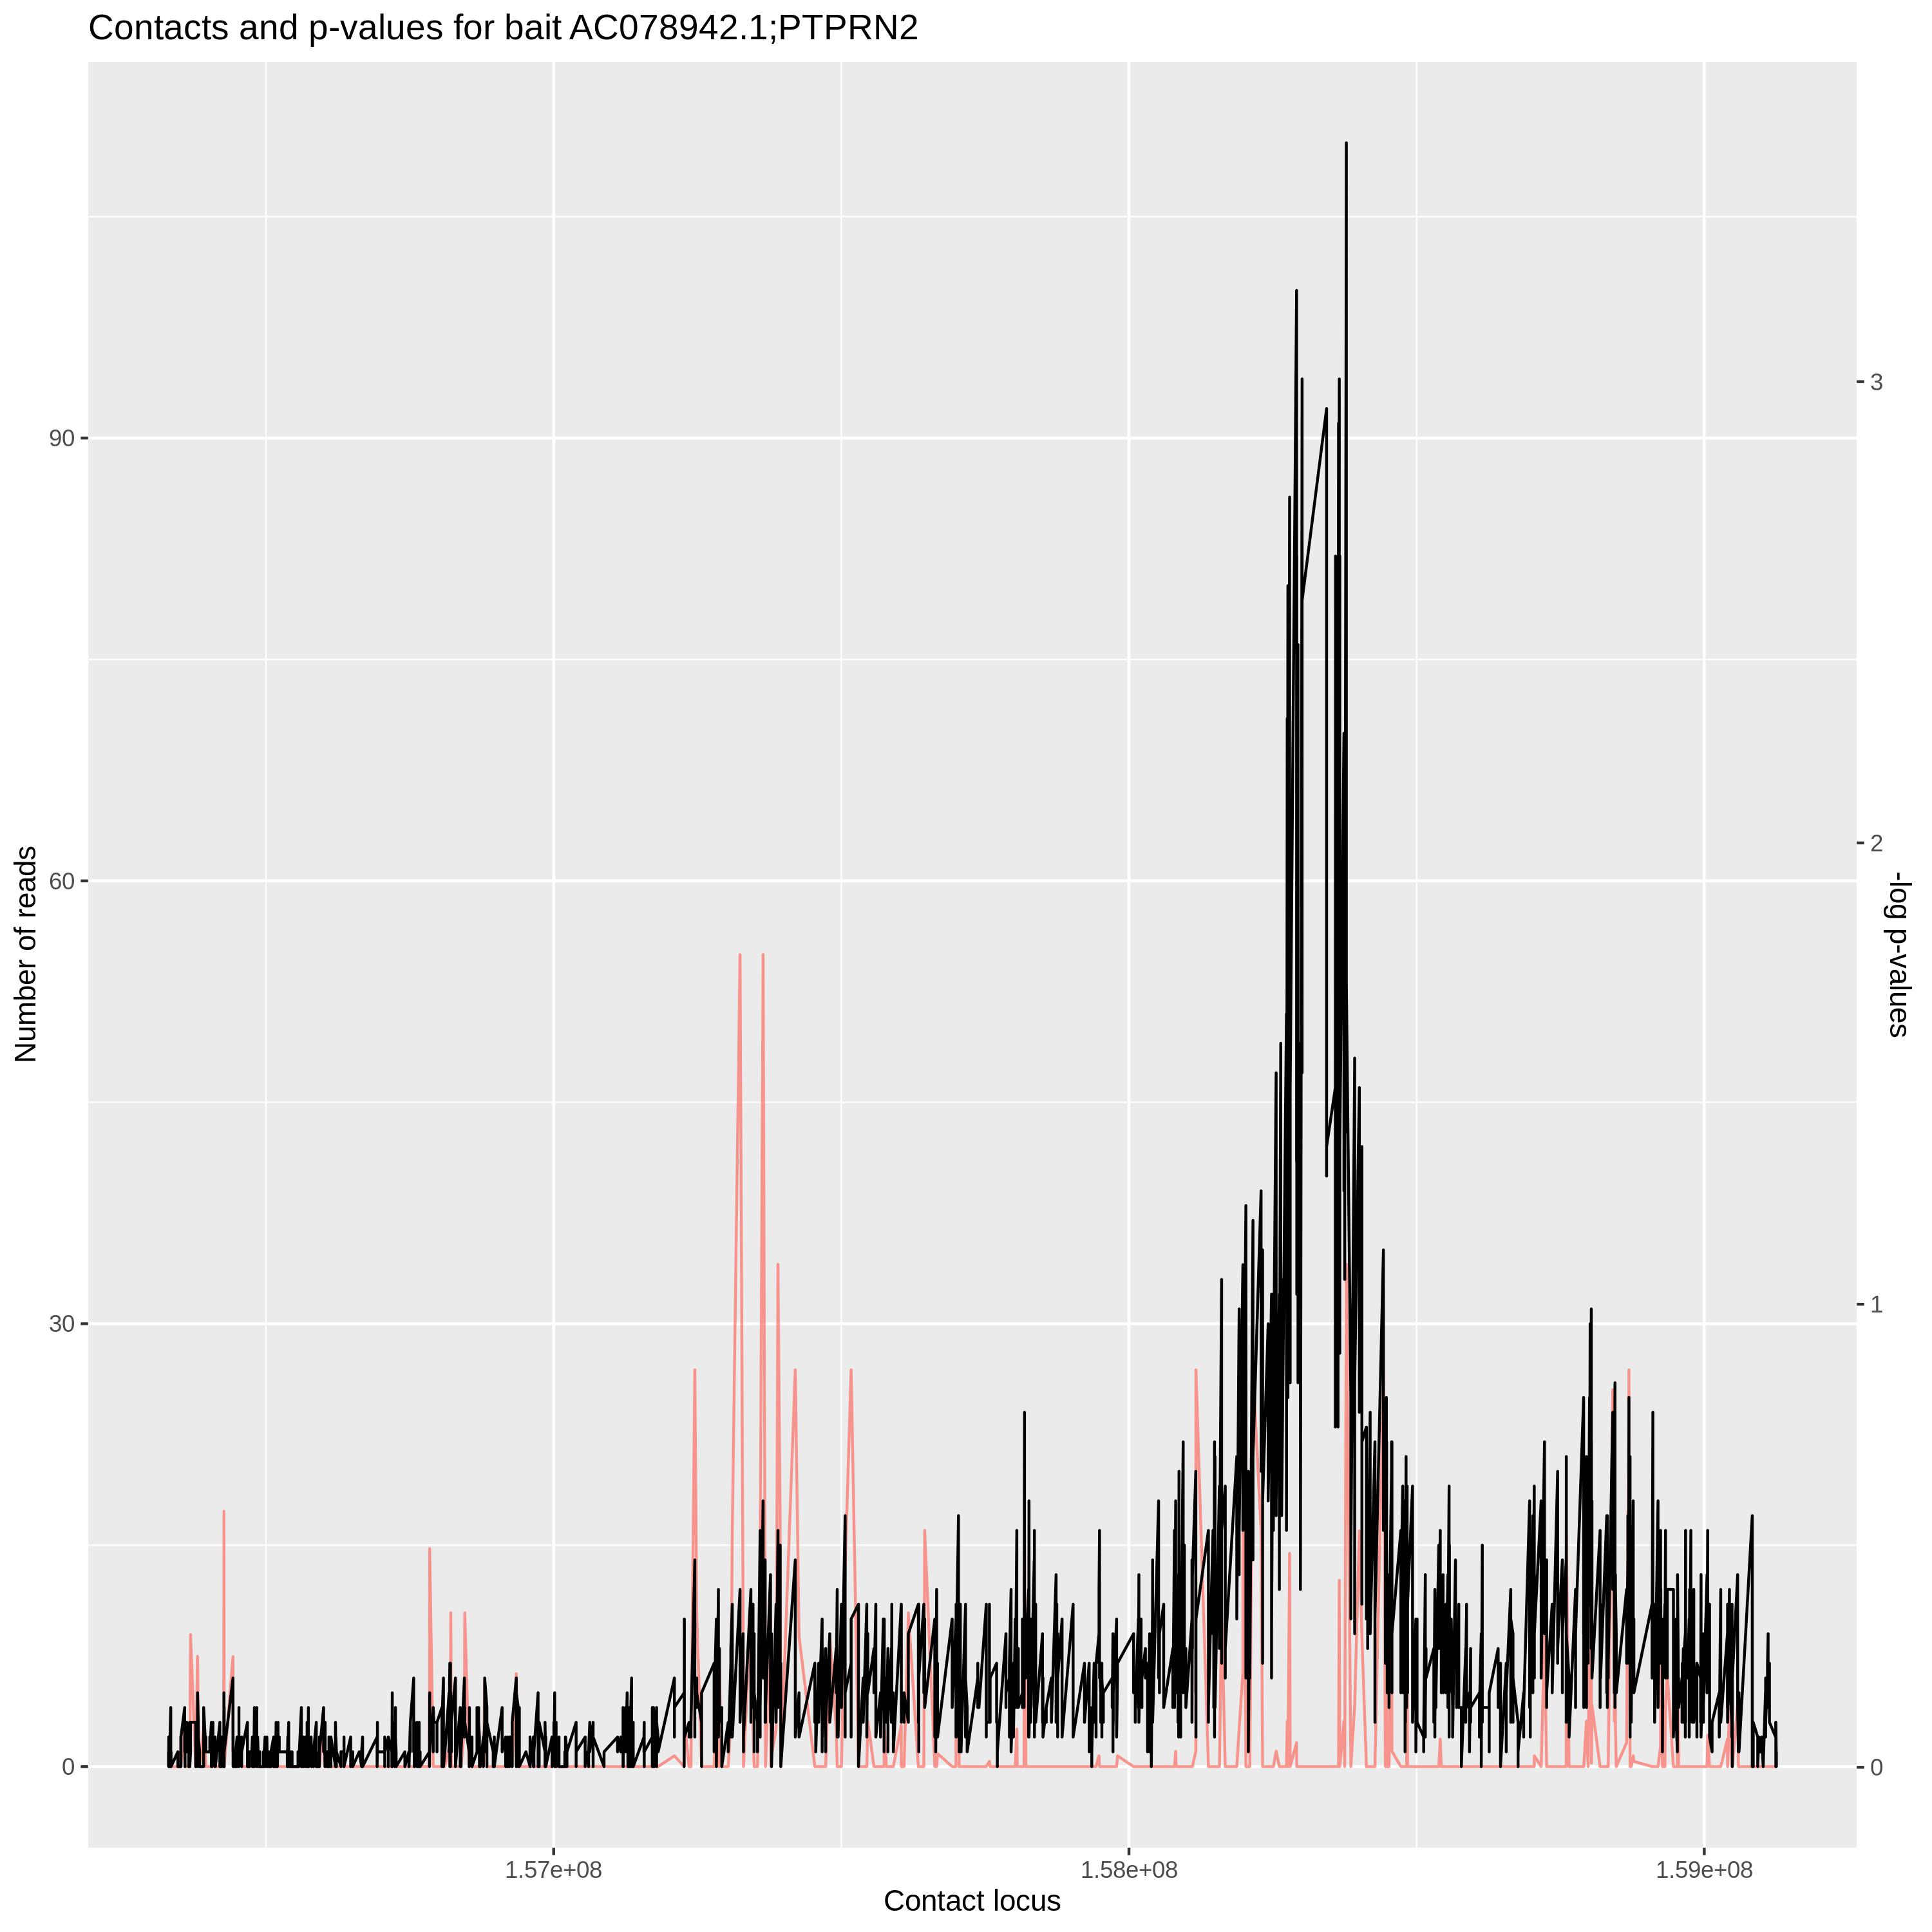 Contacts and p-values for bait AC078942.1;PTPRN2
90
60
30
0
Number of reads
3
2
1
0
-log p-values
1.57e+08
1.58e+08
1.59e+08
Contact locus